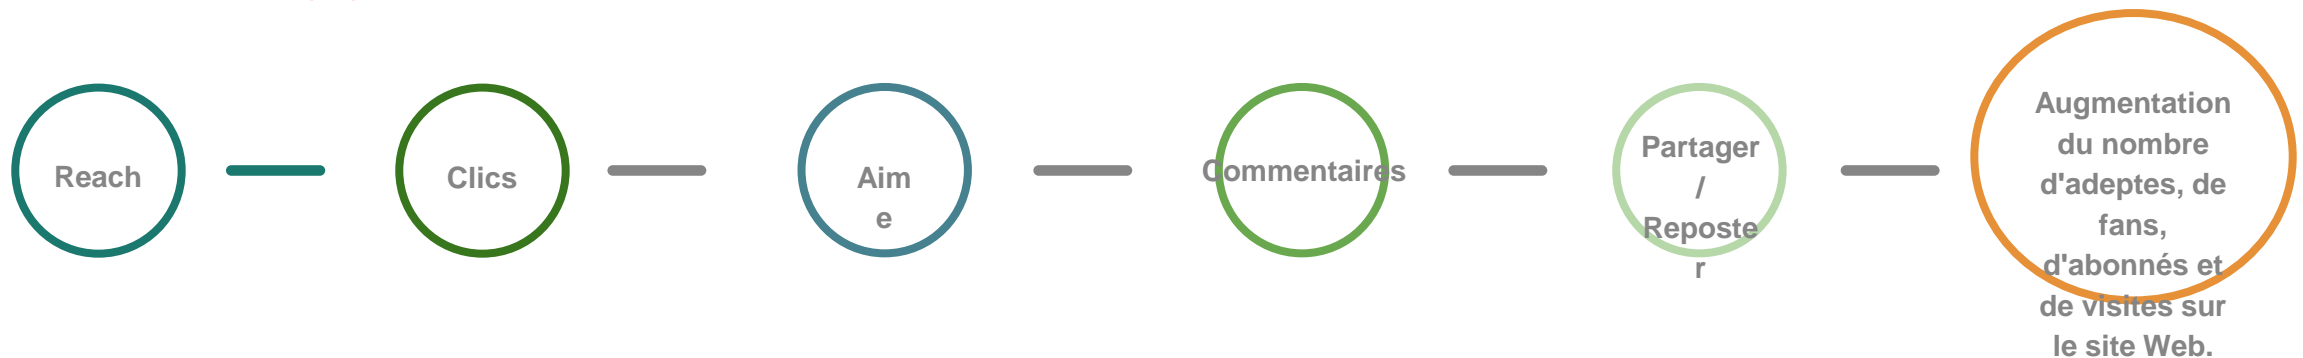 Reach
Clics
Aim
e
Commentaires
Partager
/
Reposte
r
Augmentation
du nombre
d'adeptes, de
fans,
d'abonnés et
de visites sur
le site Web.